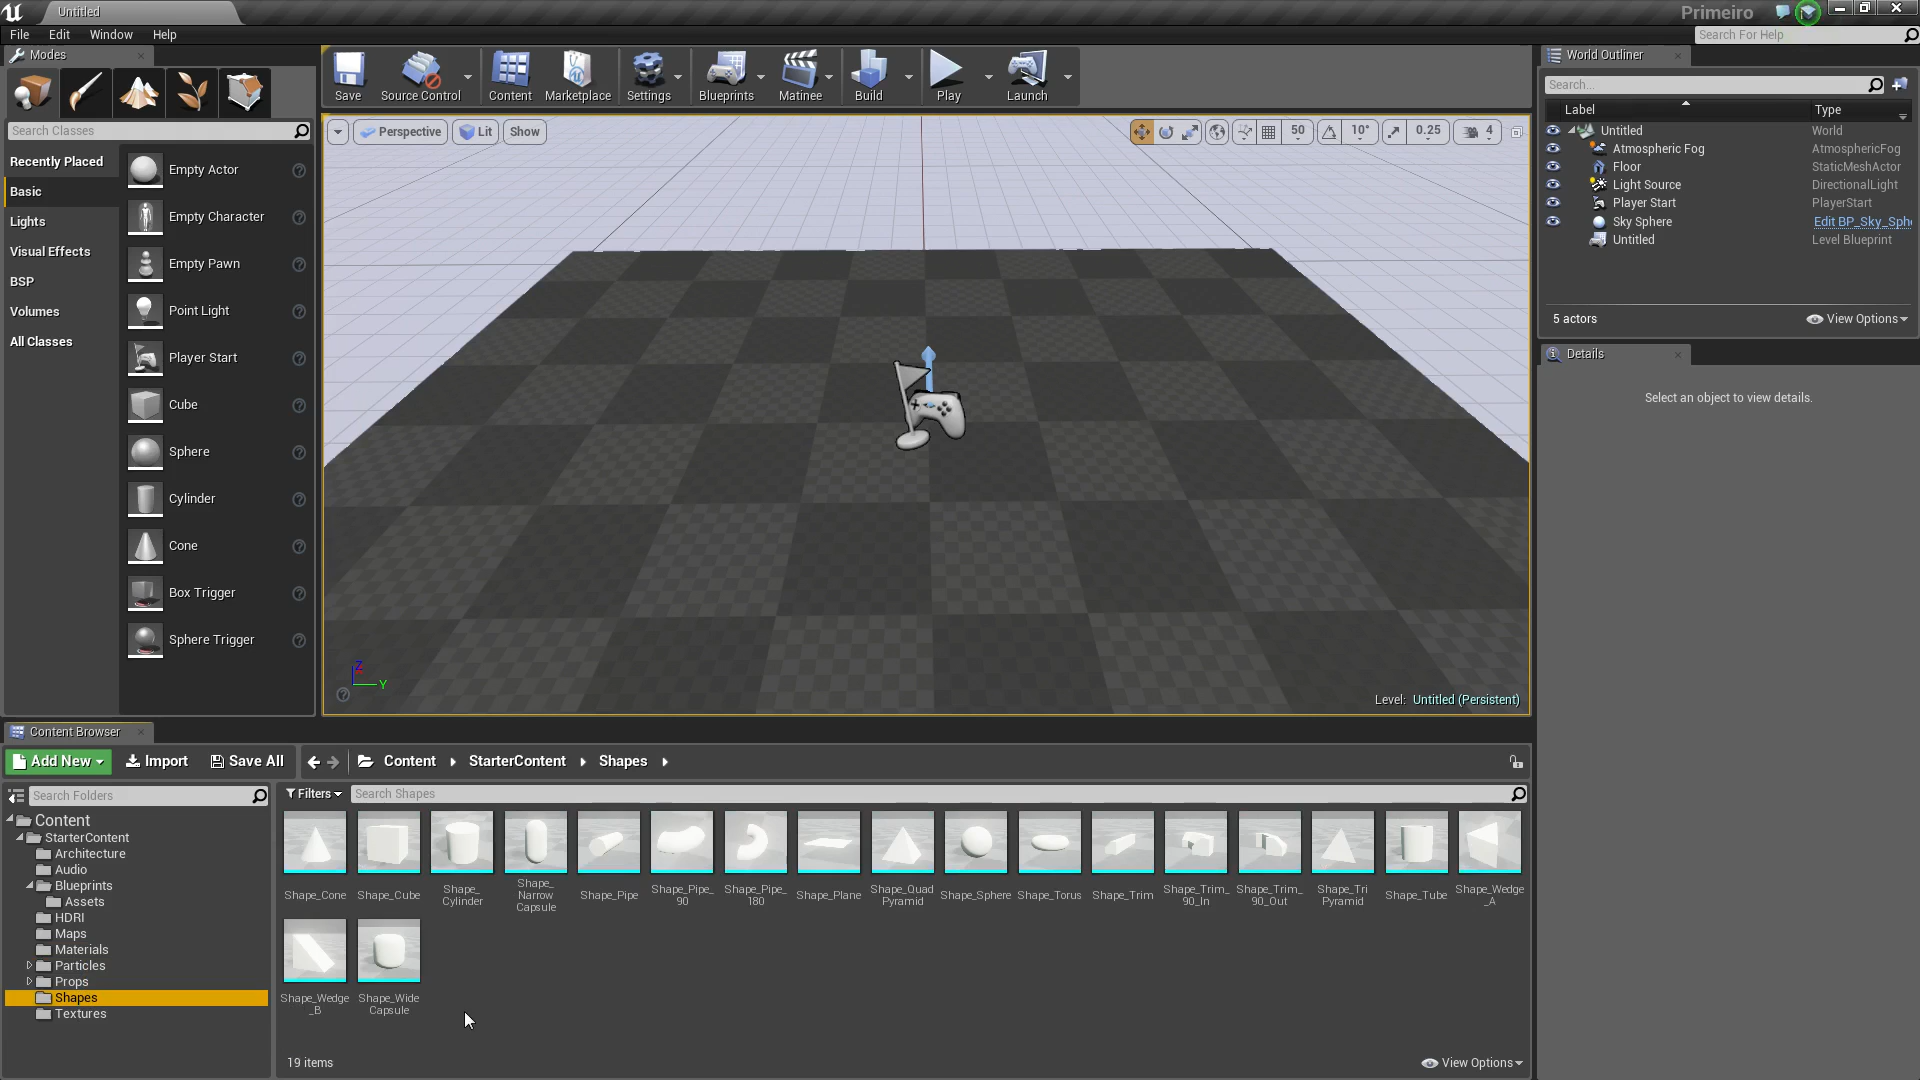 Untitled
Primeiro
File Edit Window Help
Search For Help
Modes
Save Source Control Content Marketplace Settings Blueprints Matinee Build Play Launch
Search Classes
Recently Placed
Basic
Lights
Visual Effects
BSP
Volumes
All Classes
Empty Actor
Empty Character
Empty Pawn
Point Light
Player Start
Cube
Sphere
Cylinder
Cone
Box Trigger
Sphere Trigger
Perspective Lit Show
50 10° 0.25 4
Z
Y
Level: Untitled (Persistent)
World Outliner
Search...
Label Type
Untitled World
Atmospheric Fog AtmosphericFog
Floor StaticMeshActor
Light Source DirectionalLight
Player Start PlayerStart
Sky Sphere Edit BP_Sky_Sph
Untitled Level Blueprint
5 actors View Options
Details
Select an object to view details.
Content Browser
Add New Import Save All Content StarterContent Shapes
Search Folders
Content
StarterContent
Architecture
Audio
Blueprints
Assets
HDRI
Maps
Materials
Particles
Props
Shapes
Textures
Filters Search Shapes
Shape_Cone
Shape_Cube
Shape_
Cylinder
Shape_
Narrow
Capsule
Shape_Pipe
Shape_Pipe_
90
Shape_Pipe_
180
Shape_Plane
Shape_Quad
Pyramid
Shape_Sphere
Shape_Torus
Shape_Trim
Shape_Trim_
90_In
Shape_Trim_
90_Out
Shape_Tri
Pyramid
Shape_Tube
Shape_Wedge
_A
Shape_Wedge
_B
Shape_Wide
Capsule
19 items View Options